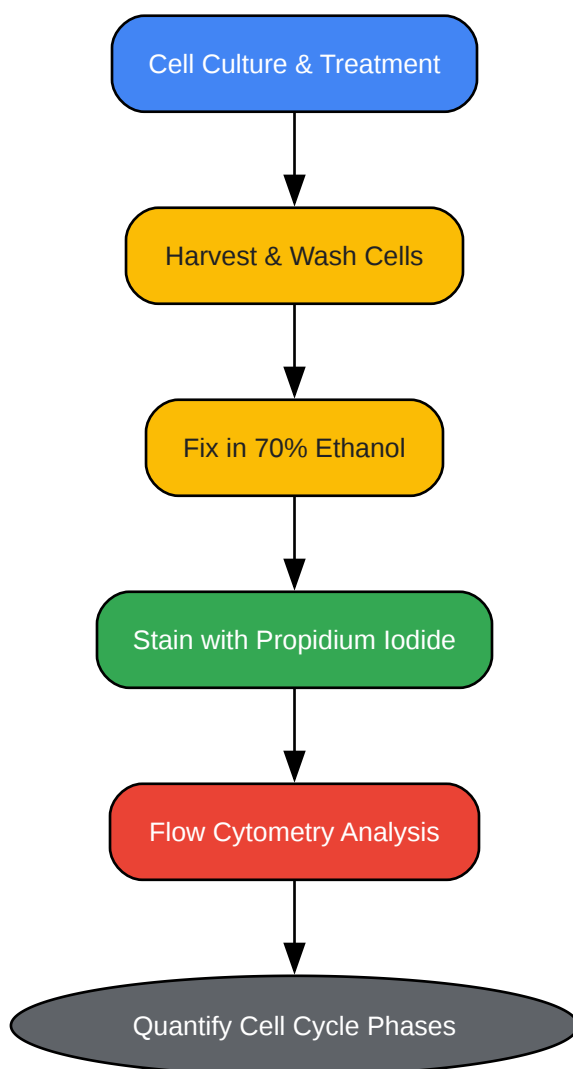 Cell Culture & Treatment
Harvest & Wash Cells
Fix in 70% Ethanol
Stain with Propidium Iodide
Flow Cytometry Analysis
Quantify Cell Cycle Phases